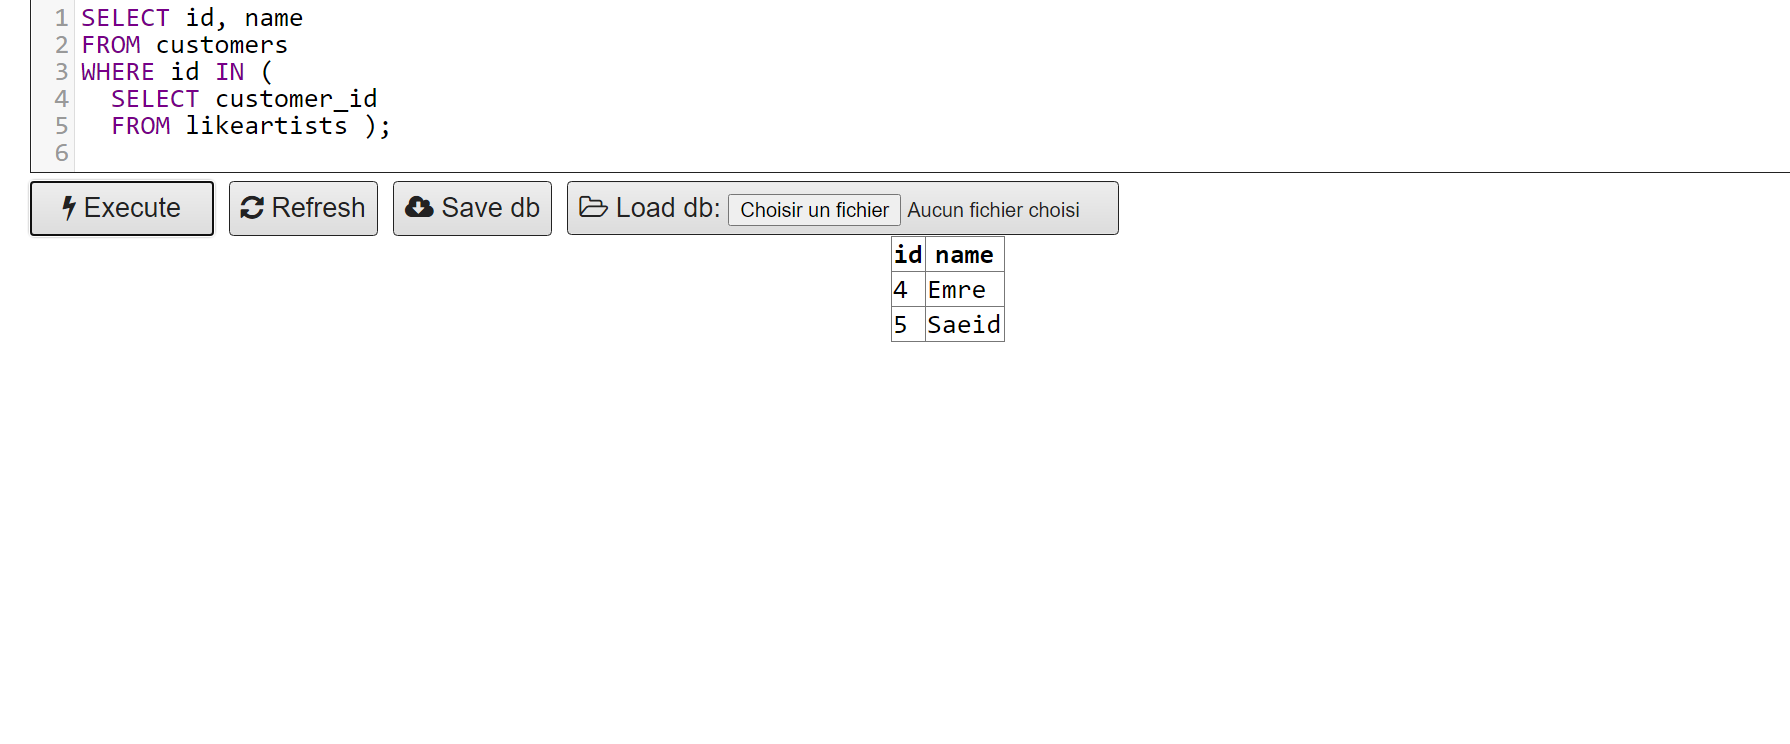 1 SELECT id, name
2 FROM customers
3 WHERE id IN (
4 SELECT customer_id
5 FROM likeartists );
6
Execute Refresh Save db Load db: Choisir un fichier Aucun fichier choisi
id name
4 Emre
5 Saeid